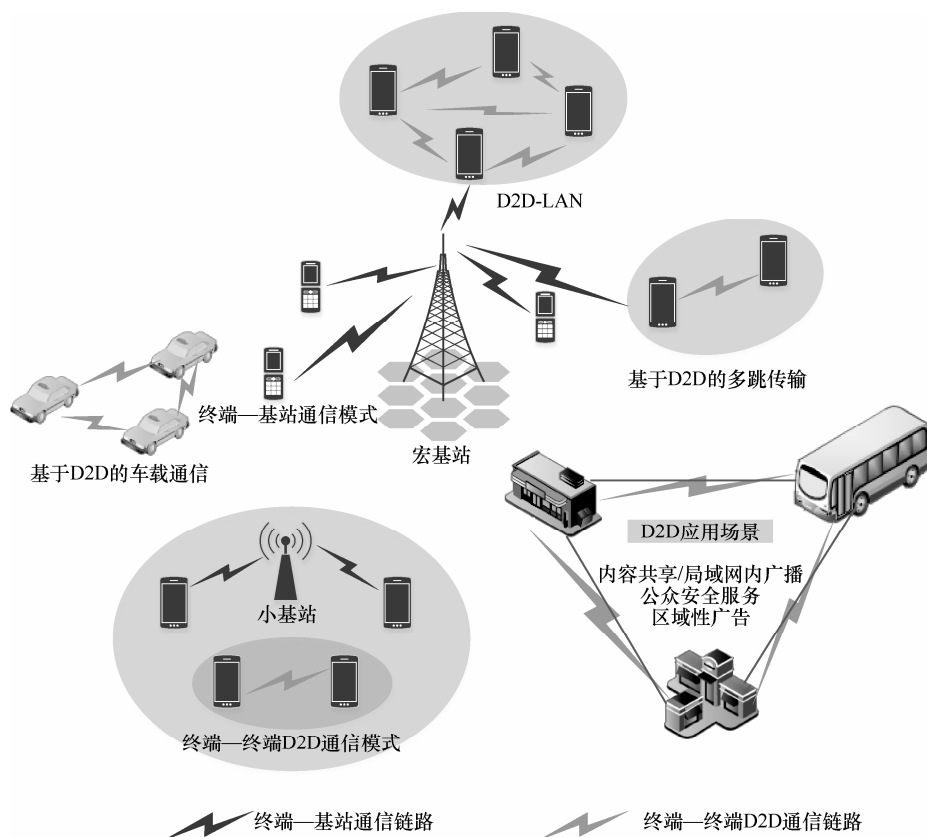 D2D-LAN
基于D2D的多跳传输
终端—基站通信模式
宏基站
基于D2D的车载通信
D2D应用场景
内容共享/局域网内广播
公众安全服务
区域性广告
小基站
终端—终端D2D通信模式
终端—基站通信链路
终端—终端D2D通信链路